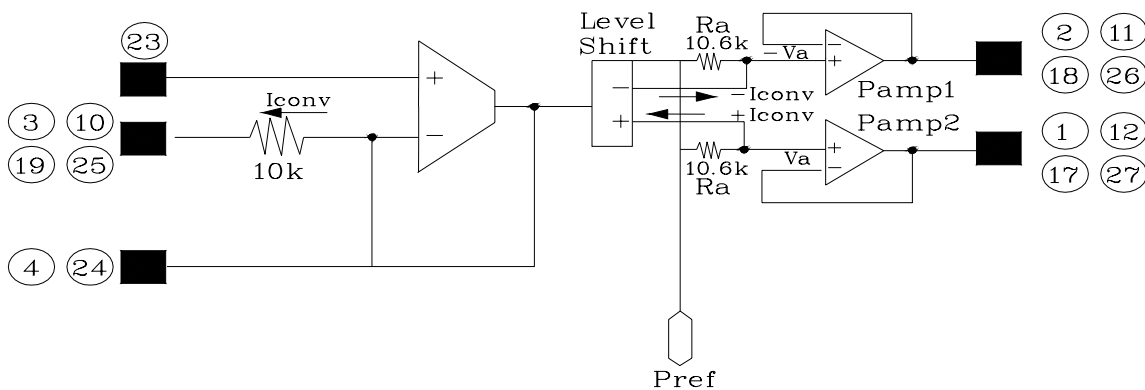 23
+
3 10
Iconv
−
19 25
10k
4 24
Level
Shift
−
+
Ra
10.6k
−Va
−
+
Pamp1
−Iconv
+Iconv
Pamp2
+
−
Va
10.6k
Ra
Pref
2 11
18 26
1 12
17 27